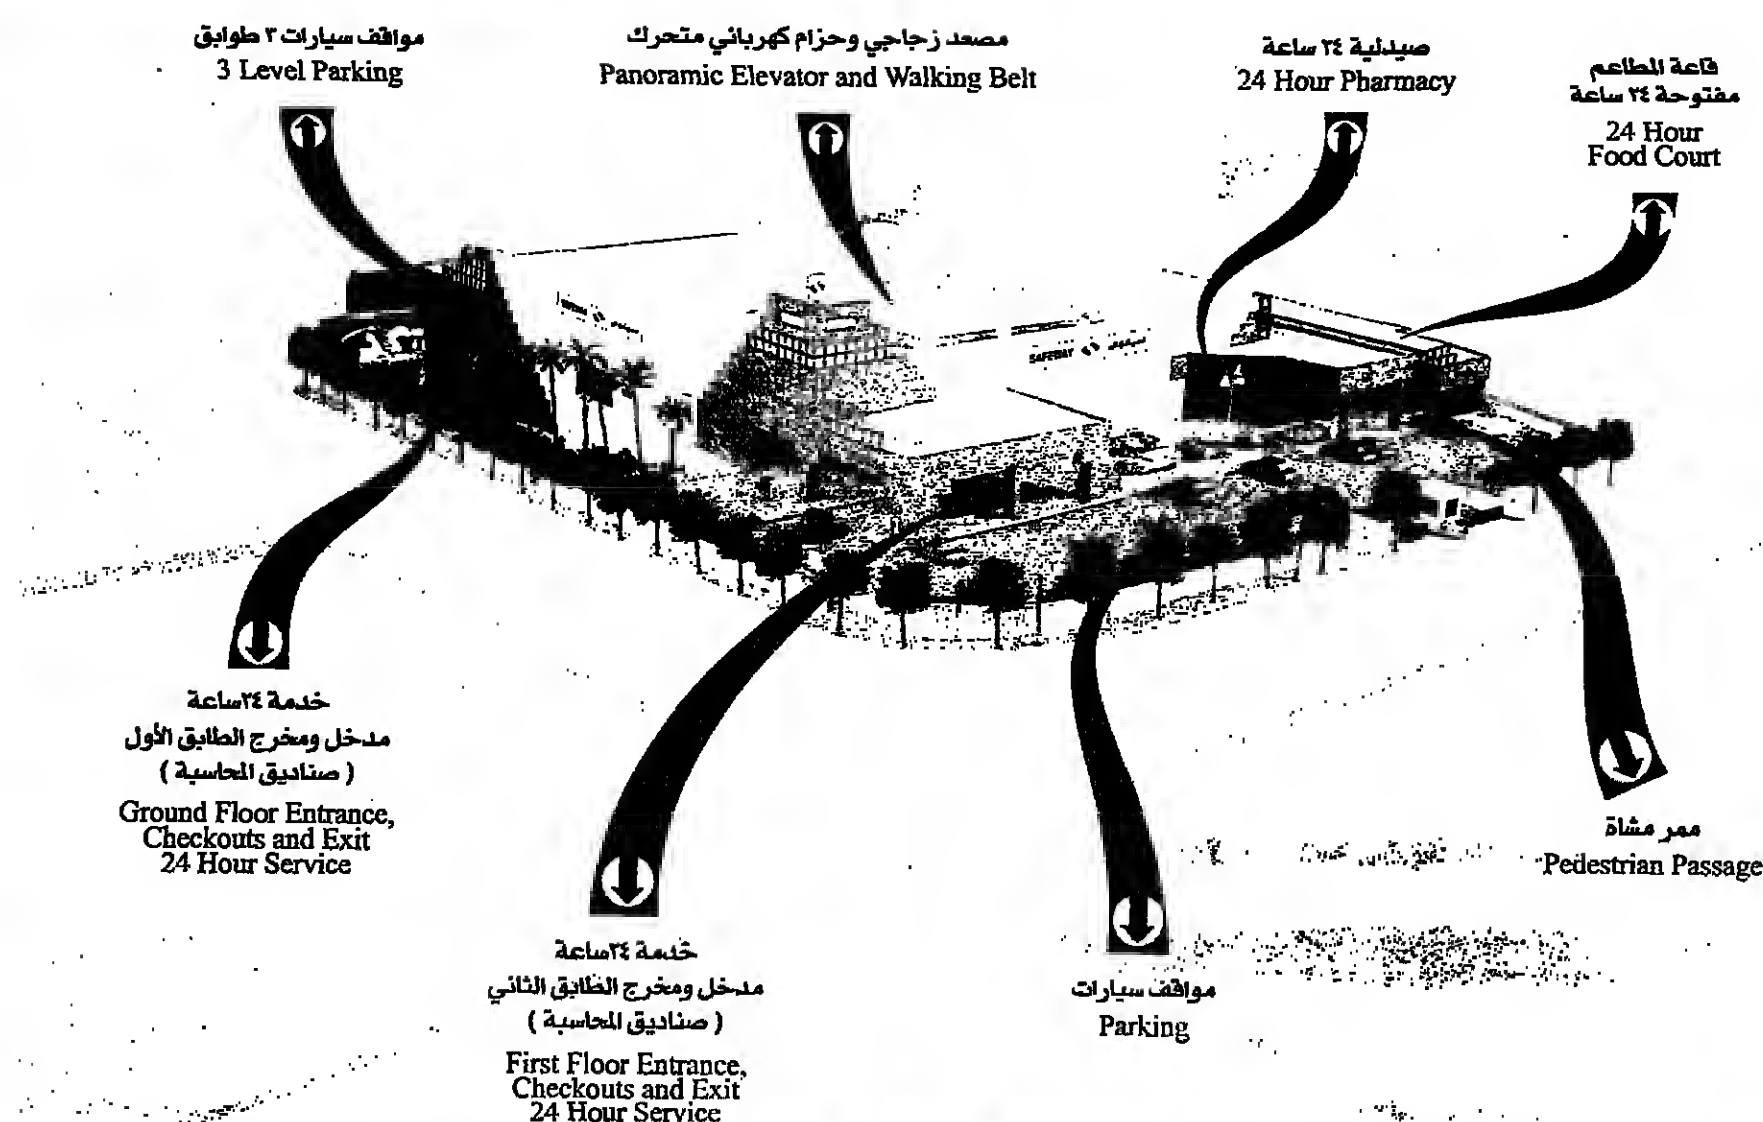 مواقف سيارات ٣ طوابق
3 Level Parking
مصعد زجاجي وحزام كهربائي متحرك
Panoramic Elevator and Walking Belt
صيدلية ٢٤ ساعة
24 Hour Pharmacy
قاعة المطاعم
مفتوحة ٢٤ ساعة
24 Hour
Food Court
SAFEWAY سيفوي
خدمة ٢٤ساعة
مدخل ومخرج الطابق الأول
( صناديق المحاسبة )
Ground Floor Entrance,
Checkouts and Exit
24 Hour Service
خدمة ٢٤ساعة
مدخل ومخرج الطابق الثاني
( صناديق المحاسبة )
First Floor Entrance,
Checkouts and Exit
24 Hour Service
مواقف سيارات
Parking
ممر مشاة
Pedestrian Passage